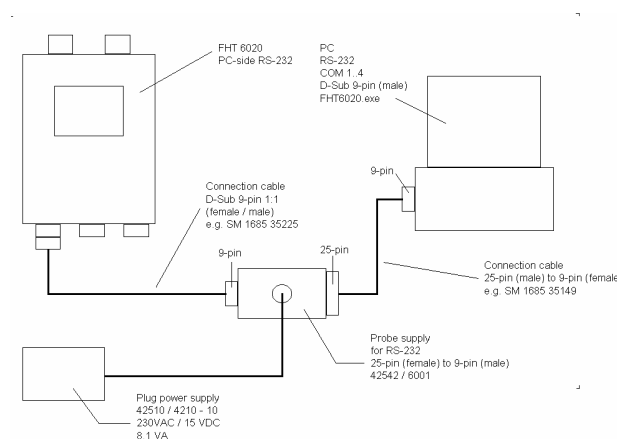 FHT 6020
PC-side RS-232
PC
RS-232
COM 1..4
D-Sub 9-pin (male)
FHT6020.exe
9-pin
Connection cable
D-Sub 9-pin 1:1
(female / male)
e.g. SM 1685 35225
9-pin
25-pin
Connection cable
25-pin (male) to 9-pin (female
e.g. SM 1685 35149
Probe supply
for RS-232
25-pin (female) to 9-pin (male)
42542 / 6001
Plug power supply
42510 / 4210 - 10
230VAC / 15 VDC
8.1 VA